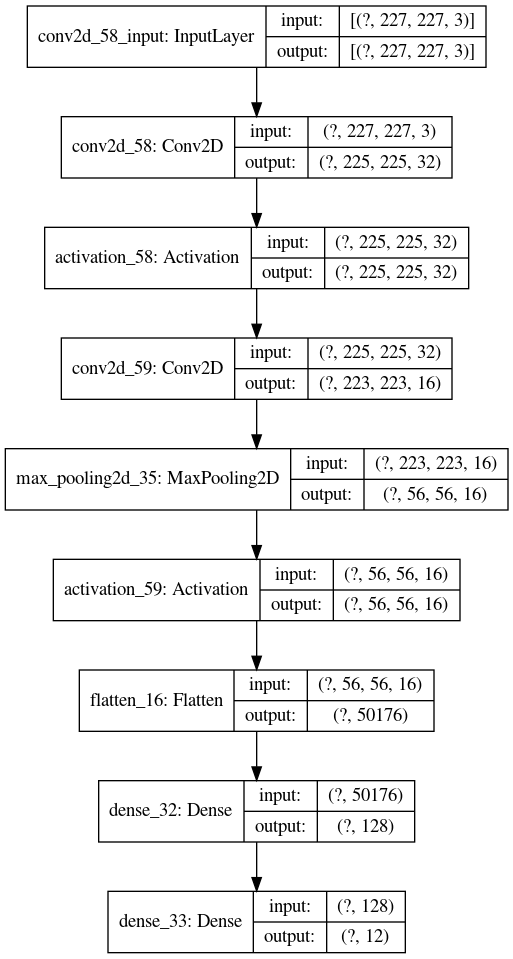 conv2d_58_input: InputLayer
input: [(?, 227, 227, 3)]
output: [(?, 227, 227, 3)]
conv2d_58: Conv2D
input: (?, 227, 227, 3)
output: (?, 225, 225, 32)
activation_58: Activation
input: (?, 225, 225, 32)
output: (?, 225, 225, 32)
conv2d_59: Conv2D
input: (?, 225, 225, 32)
output: (?, 223, 223, 16)
max_pooling2d_35: MaxPooling2D
input: (?, 223, 223, 16)
output: (?, 56, 56, 16)
activation_59: Activation
input: (?, 56, 56, 16)
output: (?, 56, 56, 16)
flatten_16: Flatten
input: (?, 56, 56, 16)
output: (?, 50176)
dense_32: Dense
input: (?, 50176)
output: (?, 128)
dense_33: Dense
input: (?, 128)
output: (?, 12)